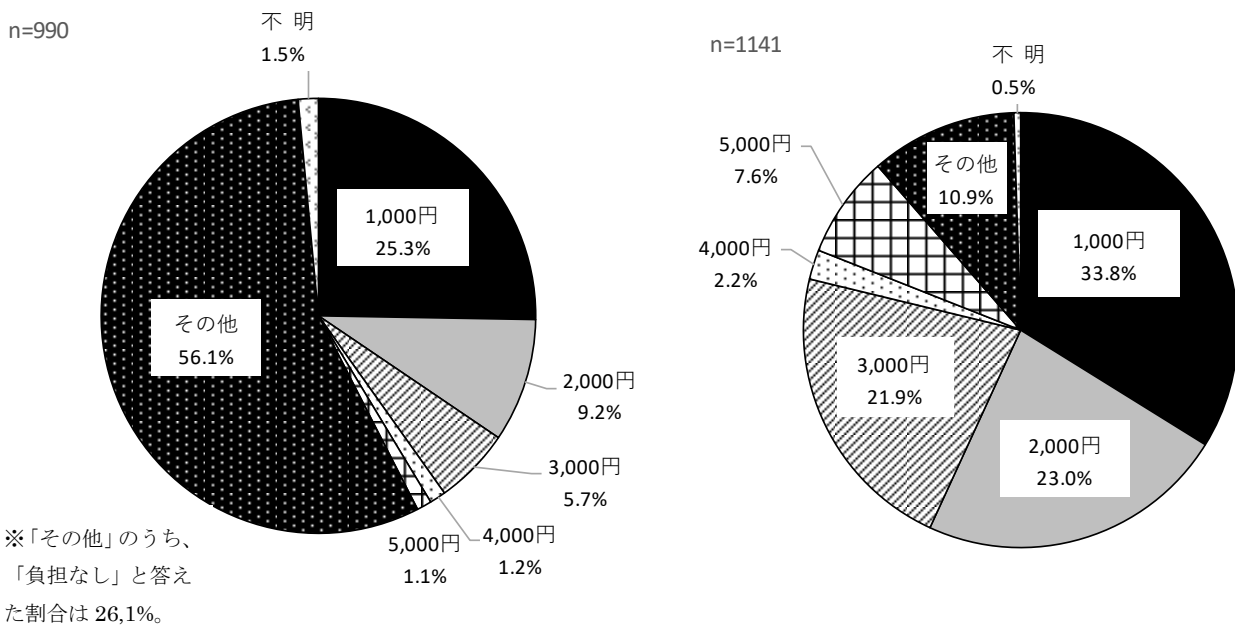 n=990
不 明
1.5%
1,000円
25.3%
2,000円
9.2%
3,000円
5.7%
4,000円
1.2%
5,000円
1.1%
その他
56.1%
※「その他」のうち、
「負担なし」と答え
た割合は 26,1%。
n=1141
不 明
0.5%
1,000円
33.8%
2,000円
23.0%
3,000円
21.9%
4,000円
2.2%
5,000円
7.6%
その他
10.9%